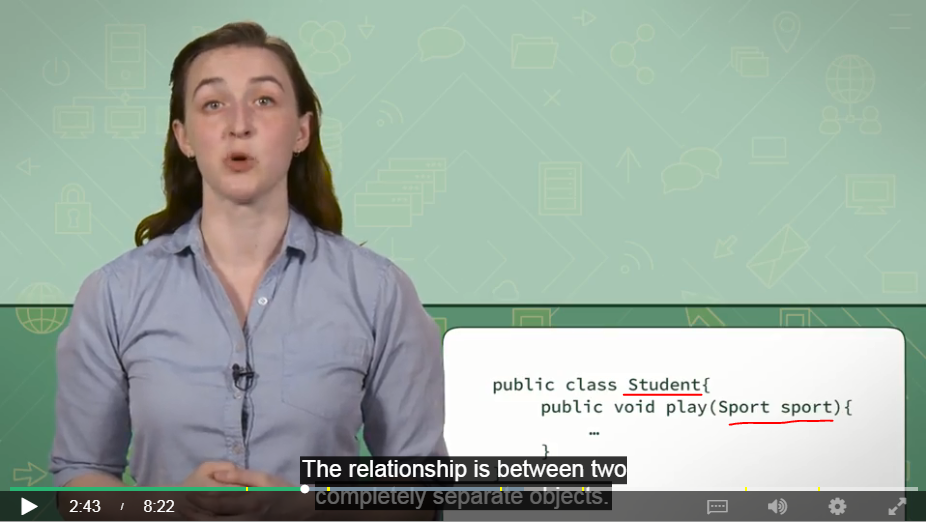 public class Student{
public void play(Sport sport){
…
}
The relationship is between two
completely separate objects.
2:43 / 8:22